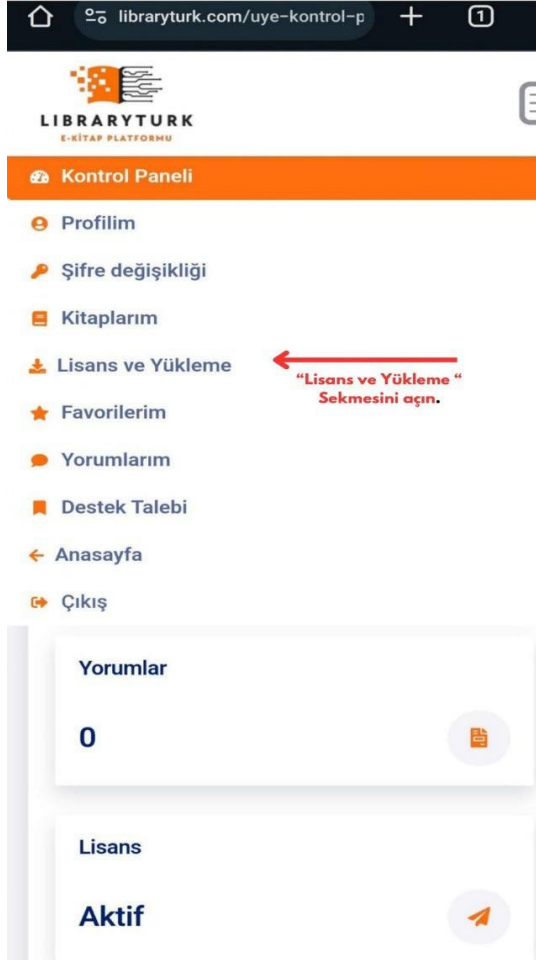 libraryturk.com/uye-kontrol-p
1
LIBRARYTURK
E-KİTAP PLATFORMU
Kontrol Paneli
Profilim
Şifre değişikliği
Kitaplarım
Lisans ve Yükleme
“Lisans ve Yükleme “
Sekmesini açın.
Favorilerim
Yorumlarım
Destek Talebi
Anasayfa
Çıkış
Yorumlar
0
Lisans
Aktif